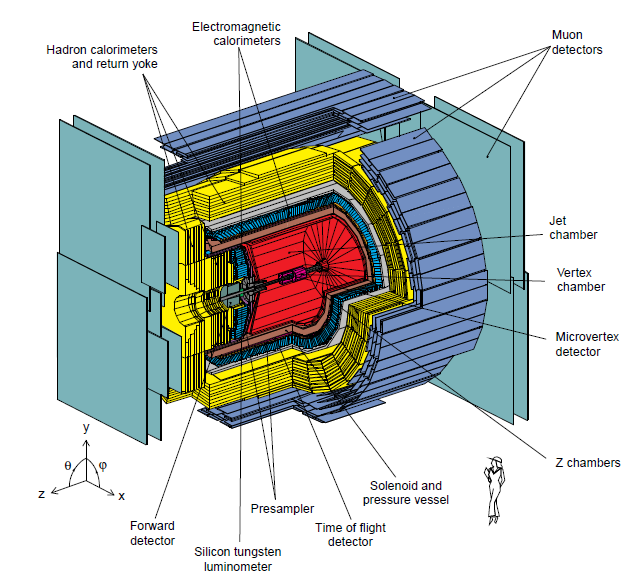 Electromagnetic
calorimeters
Hadron calorimeters
and return yoke
Muon
detectors
Jet
chamber
Vertex
chamber
Microvertex
detector
Z chambers
y
θ
φ
z
x
Solenoid and
pressure vessel
Presampler
Time of flight
detector
Forward
detector
Silicon tungsten
luminometer